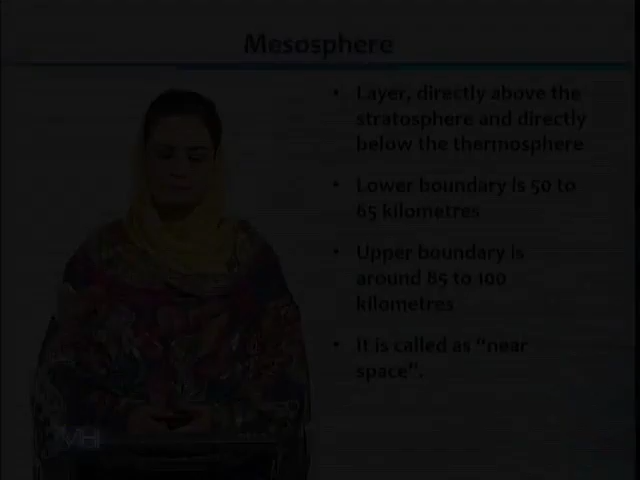 Mesosphere
• Layer, directly above the
stratosphere and directly
below the thermosphere
• Lower boundary is 50 to
65 kilometres
• Upper boundary is
around 85 to 100
kilometres
• It is called as "near
space".